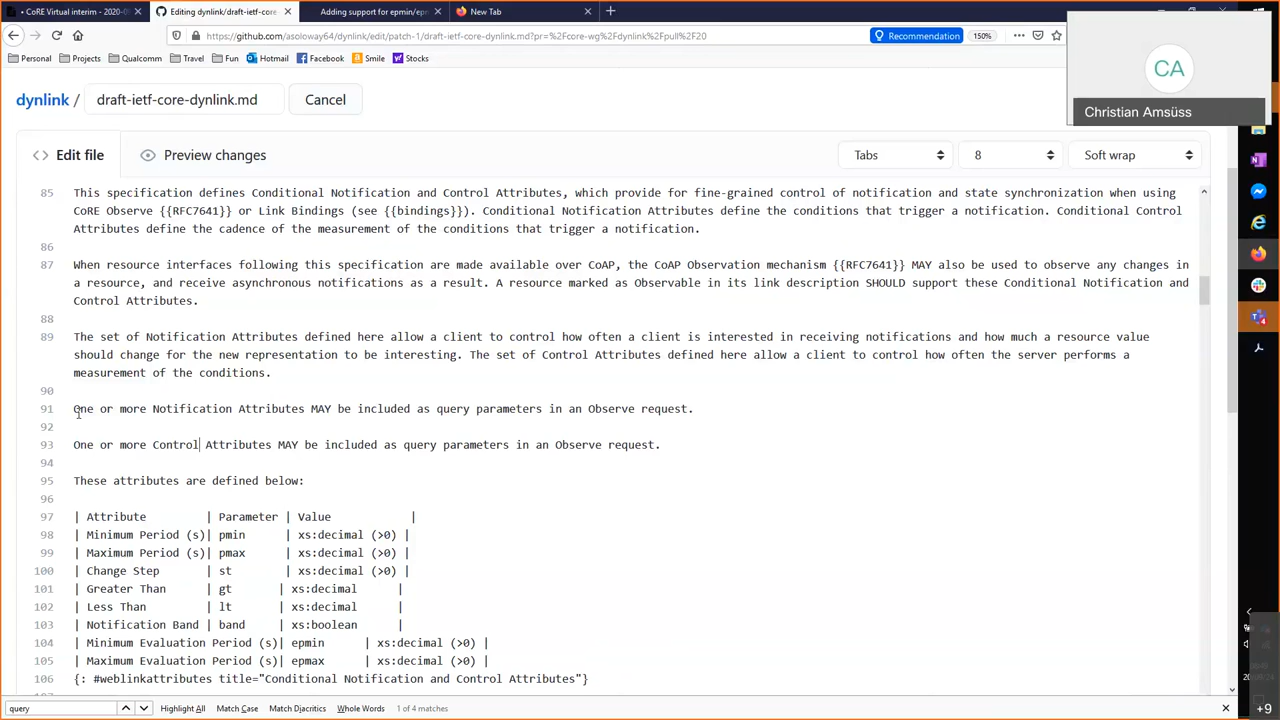 • CoRE Virtual interim - 2020-09
Editing dynlink/draft-ietf-core-
Adding support for epmin/ep
New Tab
https://github.com/asoloway64/dynlink/edit/patch-1/draft-ietf-core-dynlink.md?pr=%2Fcore-wg%2Fdynlink%2Fpull%2F20
Recommendation
150%
Personal
Projects
Qualcomm
Travel
Fun
Hotmail
Facebook
Smile
Stocks
CA
Christian Amsüss
dynlink / draft-ietf-core-dynlink.md Cancel
<> Edit file Preview changes Tabs 8 Soft wrap
85 This specification defines Conditional Notification and Control Attributes, which provide for fine-grained control of notification and state synchronization when using
CoRE Observe {{RFC7641}} or Link Bindings (see {{bindings}}). Conditional Notification Attributes define the conditions that trigger a notification. Conditional Control
Attributes define the cadence of the measurement of the conditions that trigger a notification.
86
87 When resource interfaces following this specification are made available over CoAP, the CoAP Observation mechanism {{RFC7641}} MAY also be used to observe any changes in
a resource, and receive asynchronous notifications as a result. A resource marked as Observable in its link description SHOULD support these Conditional Notification and
Control Attributes.
88
89 The set of Notification Attributes defined here allow a client to control how often a client is interested in receiving notifications and how much a resource value
should change for the new representation to be interesting. The set of Control Attributes defined here allow a client to control how often the server performs a
measurement of the conditions.
90
91 One or more Notification Attributes MAY be included as query parameters in an Observe request.
92
93 One or more Control Attributes MAY be included as query parameters in an Observe request.
94
95 These attributes are defined below:
96
97 | Attribute | Parameter | Value |
98 | Minimum Period (s)| pmin | xs:decimal (>0) |
99 | Maximum Period (s)| pmax | xs:decimal (>0) |
100 | Change Step | st | xs:decimal (>0) |
101 | Greater Than | gt | xs:decimal |
102 | Less Than | lt | xs:decimal |
103 | Notification Band | band | xs:boolean |
104 | Minimum Evaluation Period (s)| epmin | xs:decimal (>0) |
105 | Maximum Evaluation Period (s)| epmax | xs:decimal (>0) |
106 {: #weblinkattributes title="Conditional Notification and Control Attributes"}
query
Highlight All
Match Case
Match Diacritics
Whole Words
1 of 4 matches
+9